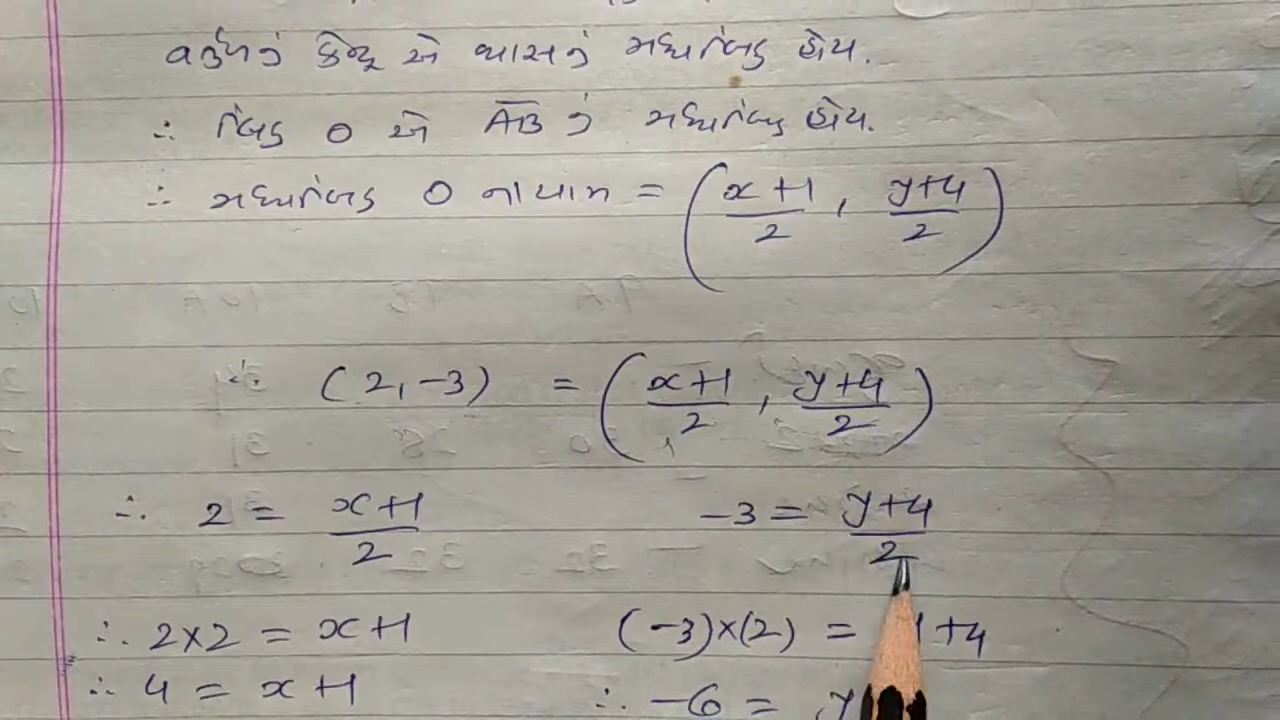 વર્તુળનું કેન્દ્ર એ વ્યાસનું મધ્યબિંદુ હોય.
∴ બિંદુ O એ A̅B̅ નું મધ્યબિંદુ હોય.
∴ મધ્યબિંદુ O ના યામ = ((x+1)/2, (y+4)/2)
∴ (2, -3) = ((x+1)/2, (y+4)/2)
∴ 2 = (x+1)/2 -3 = (y+4)/2
∴ 2×2 = x+1 (-3)×(2) = +4
∴ 4 = x+1 ∴ -6 = y